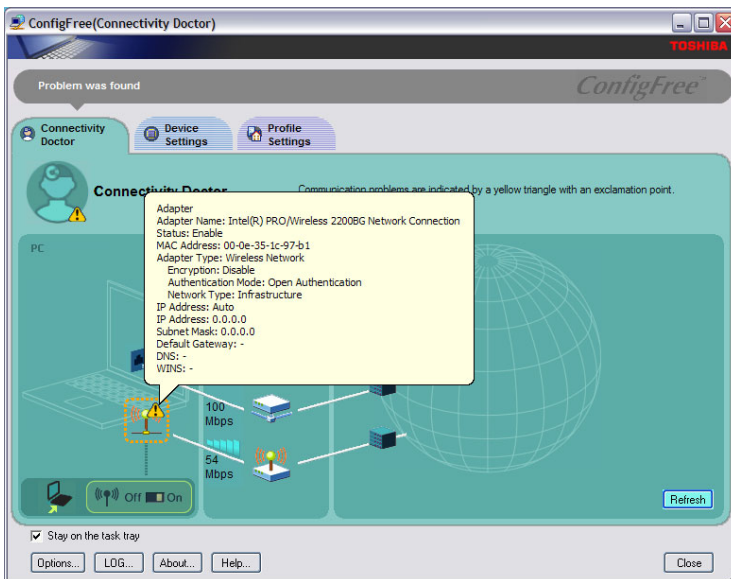 ConfigFree(Connectivity Doctor)
TOSHIBA
Problem was found
ConfigFree™
Connectivity
Doctor
Device
Settings
Profile
Settings
Connectivity Doctor
Communication problems are indicated by a yellow triangle with an exclamation point.
PC
Adapter
Adapter Name: Intel(R) PRO/Wireless 2200BG Network Connection
Status: Enable
MAC Address: 00-0e-35-1c-97-b1
Adapter Type: Wireless Network
Encryption: Disable
Authentication Mode: Open Authentication
Network Type: Infrastructure
IP Address: Auto
IP Address: 0.0.0.0
Subnet Mask: 0.0.0.0
Default Gateway: -
DNS: -
WINS: -
100
Mbps
54
Mbps
Off On
Refresh
Stay on the task tray
Options... LOG... About... Help... Close